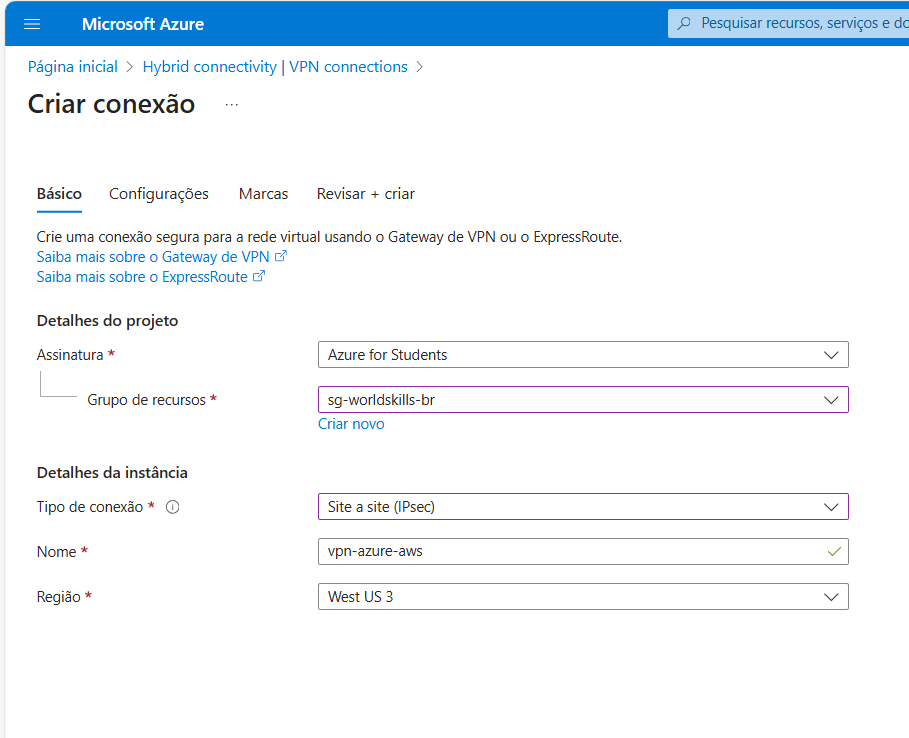 Microsoft Azure
Pesquisar recursos, serviços e do
Página inicial > Hybrid connectivity | VPN connections >
Criar conexão ...
Básico Configurações Marcas Revisar + criar
Crie uma conexão segura para a rede virtual usando o Gateway de VPN ou o ExpressRoute.
Saiba mais sobre o Gateway de VPN
Saiba mais sobre o ExpressRoute
Detalhes do projeto
Assinatura * Azure for Students
Grupo de recursos * sg-worldskills-br
Criar novo
Detalhes da instância
Tipo de conexão * Site a site (IPsec)
Nome * vpn-azure-aws
Região * West US 3